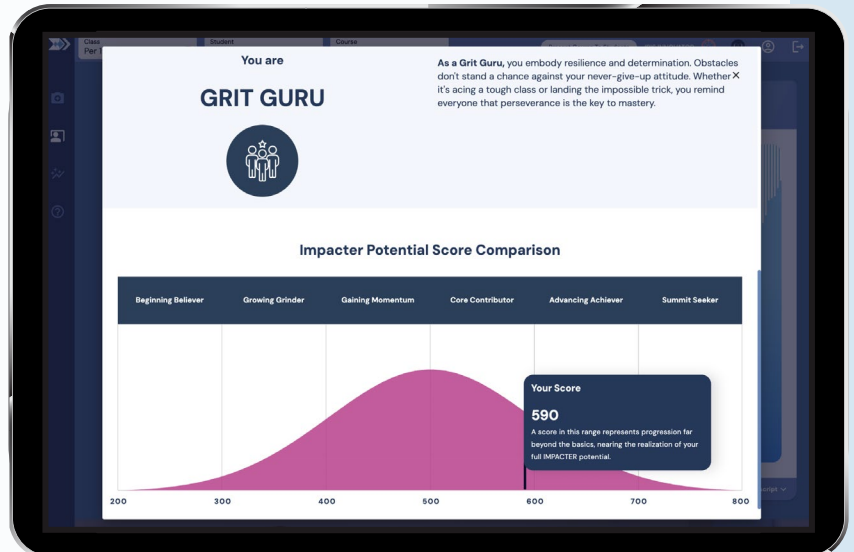 Class
Student
Course
Per 1
You are
GRIT GURU
As a Grit Guru, you embody resilience and determination. Obstacles
don't stand a chance against your never-give-up attitude. Whether
it's acing a tough class or landing the impossible trick, you remind
everyone that perseverance is the key to mastery.
Impacter Potential Score Comparison
Beginning Believer
Growing Grinder
Gaining Momentum
Core Contributor
Advancing Achiever
Summit Seeker
Your Score
590
A score in this range represents progression far
beyond the basics, nearing the realization of your
full IMPACTER potential.
200 300 400 500 600 700 800